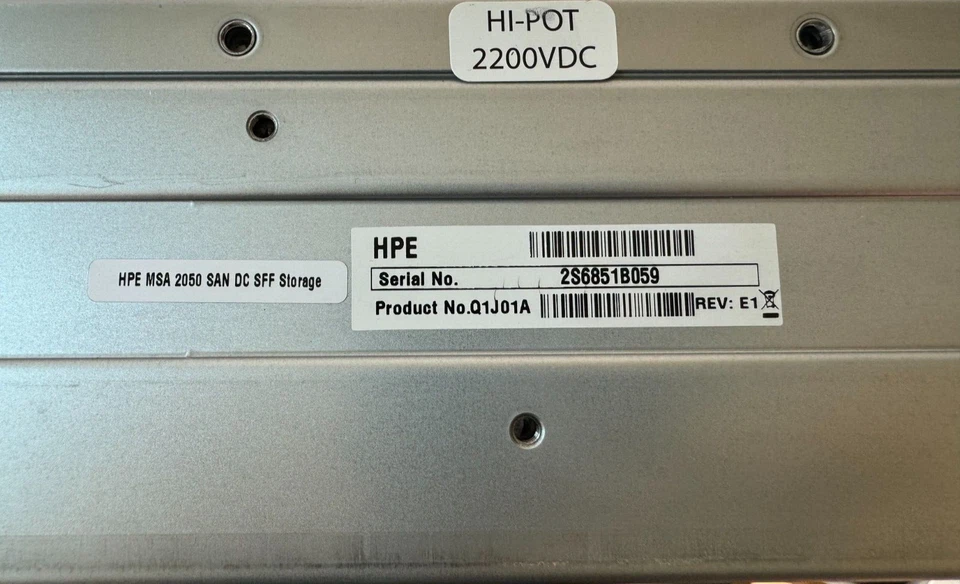 HI-POT
2200VDC
HPE MSA 2050 SAN DC SFF Storage
HPE
Serial No. 2S6851B059
Product No.Q1J01A REV: E1